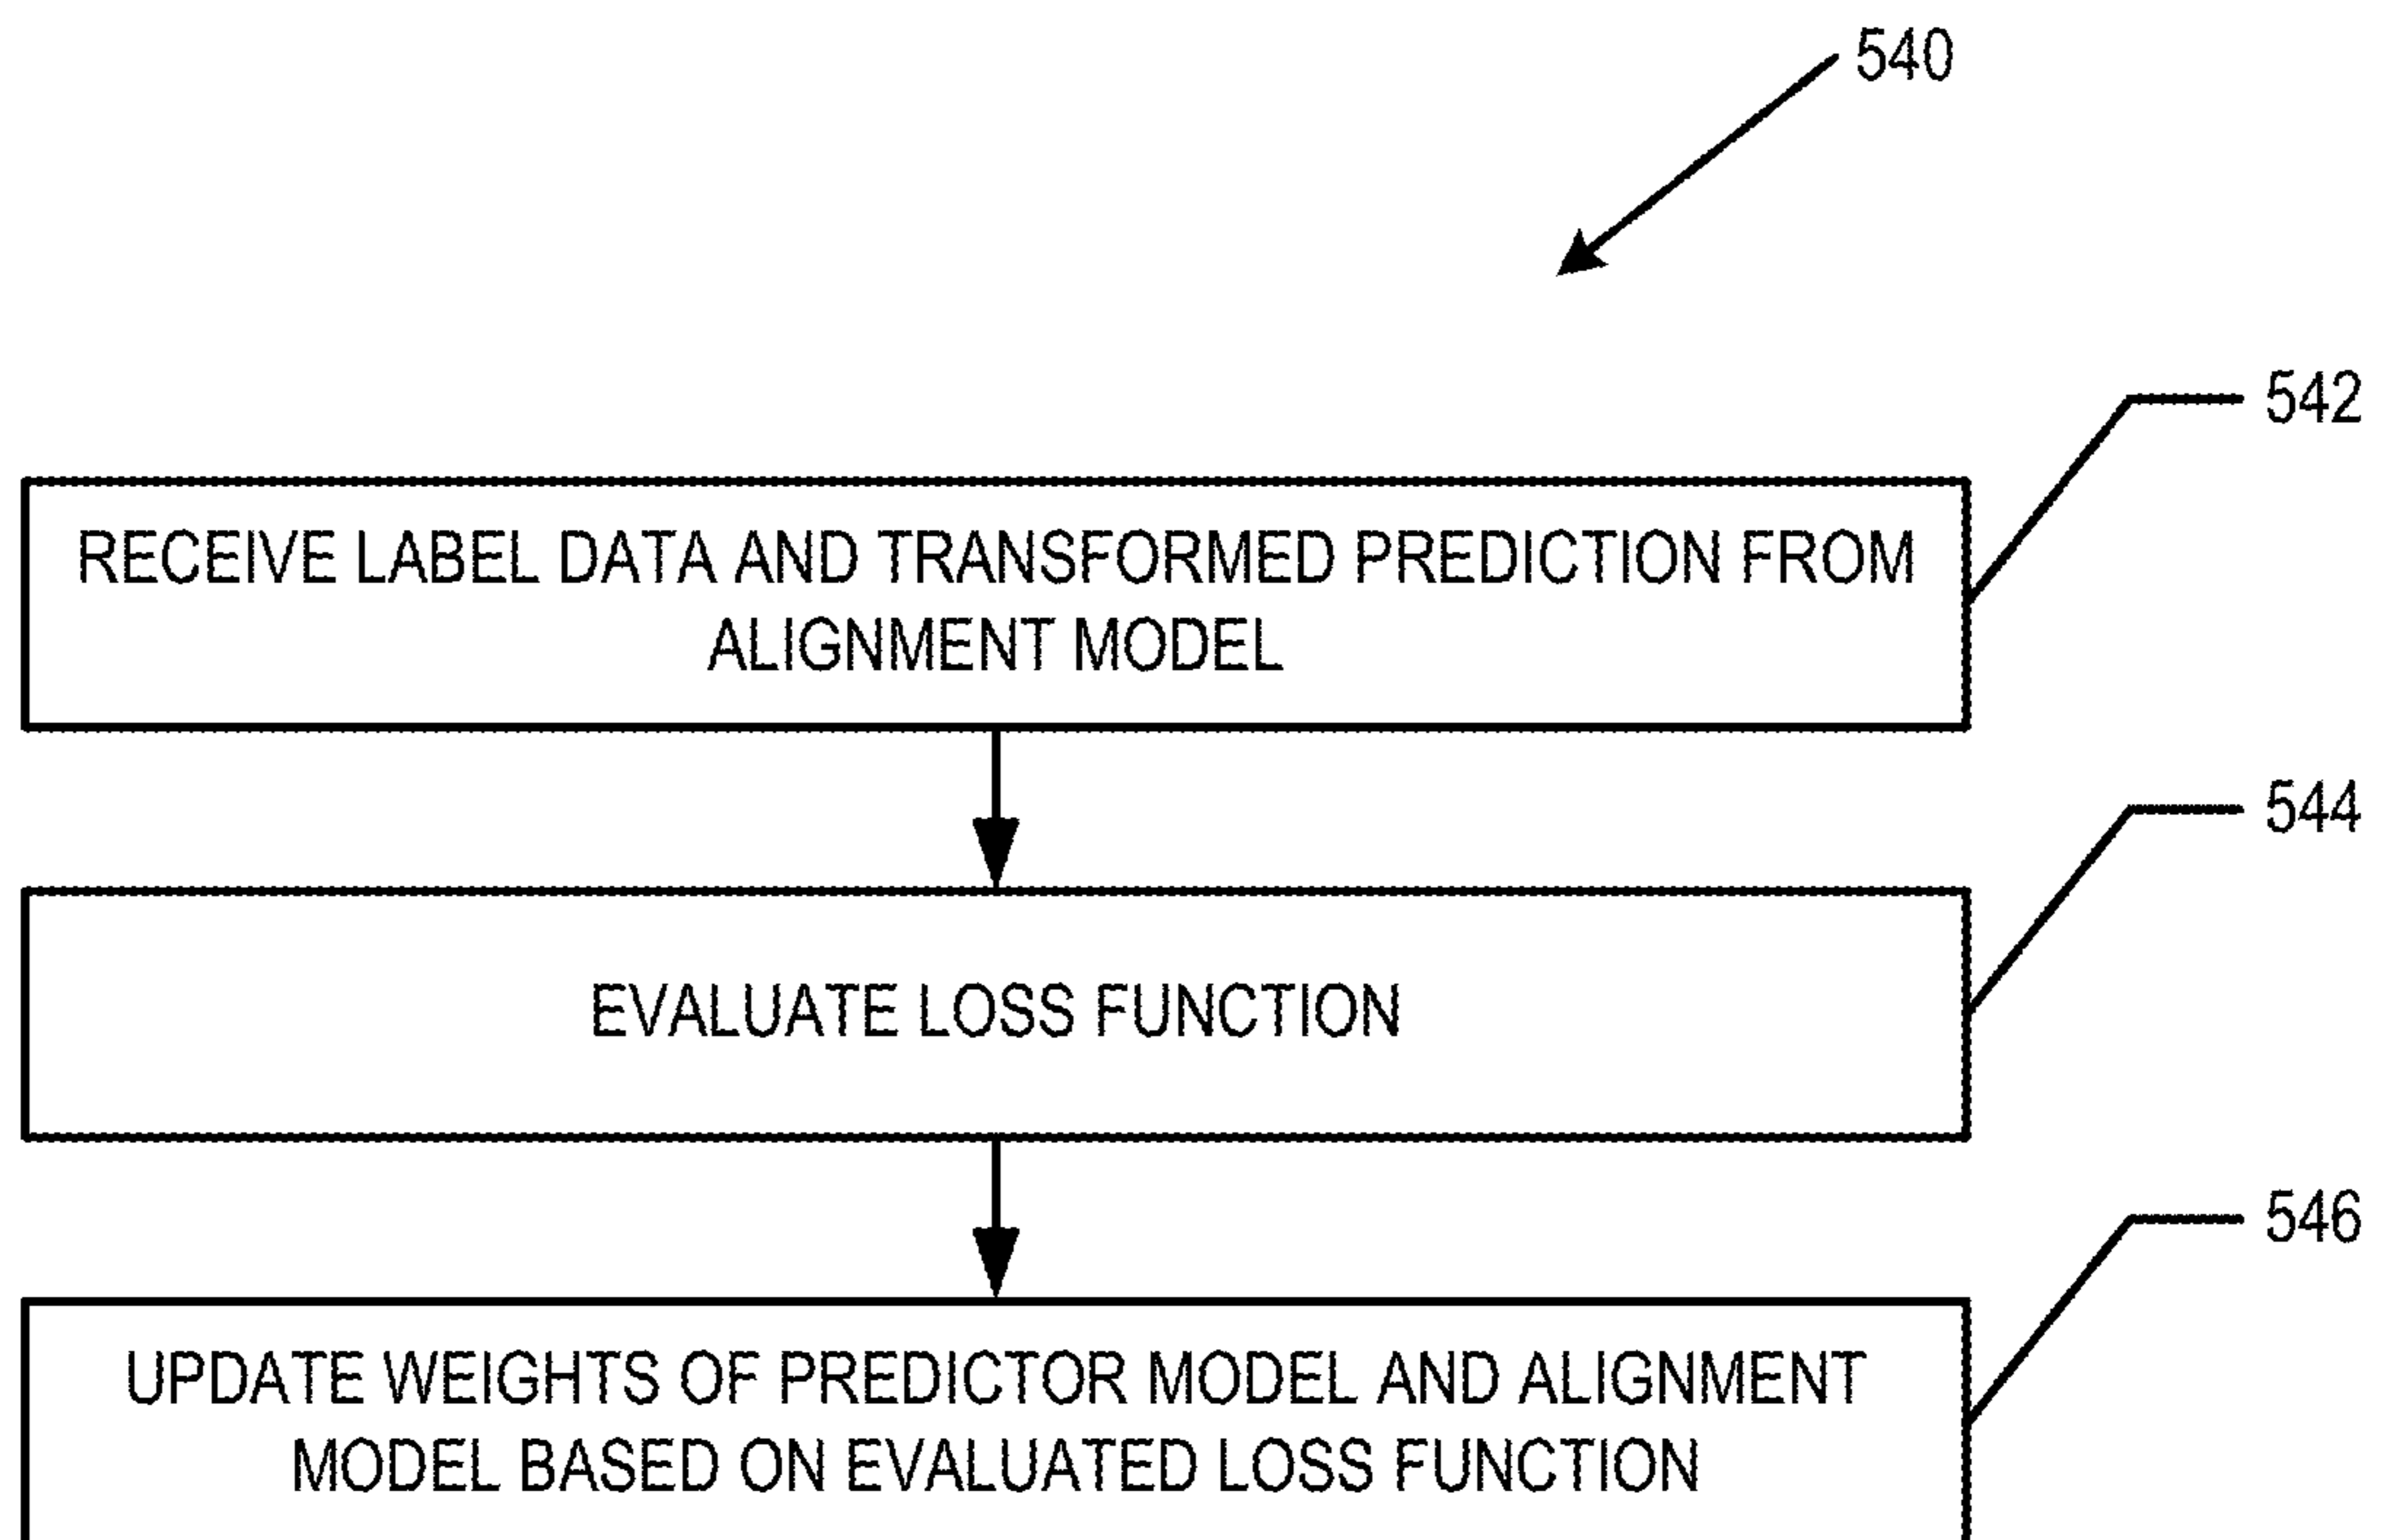 540
542
RECEIVE LABEL DATA AND TRANSFORMED PREDICTION FROM
ALIGNMENT MODEL
544
EVALUATE LOSS FUNCTION
546
UPDATE WEIGHTS OF PREDICTOR MODEL AND ALIGNMENT
MODEL BASED ON EVALUATED LOSS FUNCTION